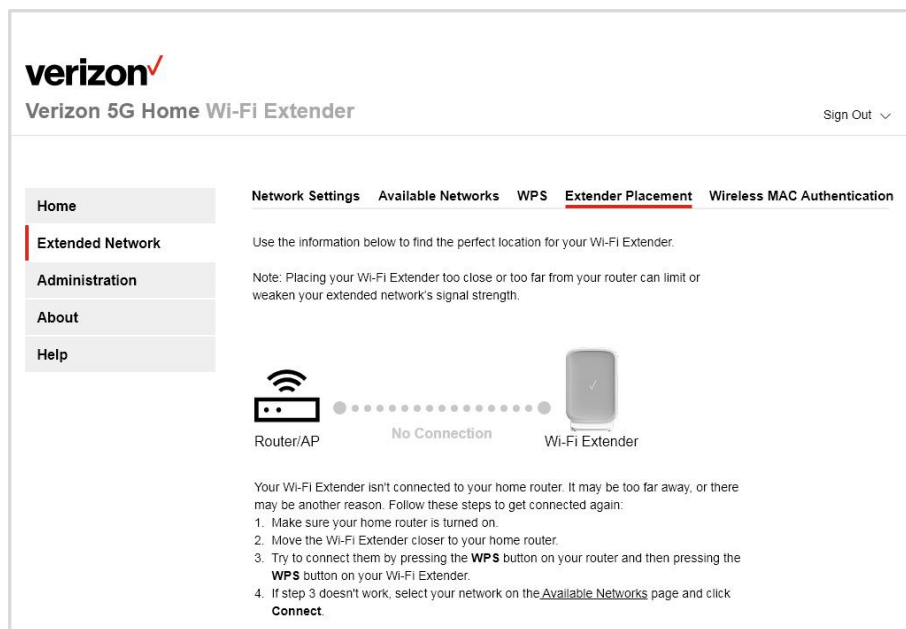 verizon
Verizon 5G Home Wi-Fi Extender
Sign Out
Home
Extended Network
Administration
About
Help
Network Settings Available Networks WPS Extender Placement Wireless MAC Authentication
Use the information below to find the perfect location for your Wi-Fi Extender.
Note: Placing your Wi-Fi Extender too close or too far from your router can limit or
weaken your extended network's signal strength.
Router/AP
No Connection
Wi-Fi Extender
Your Wi-Fi Extender isn't connected to your home router. It may be too far away, or there
may be another reason. Follow these steps to get connected again:
1. Make sure your home router is turned on.
2. Move the Wi-Fi Extender closer to your home router.
3. Try to connect them by pressing the WPS button on your router and then pressing the
WPS button on your Wi-Fi Extender.
4. If step 3 doesn't work, select your network on the Available Networks page and click
Connect.